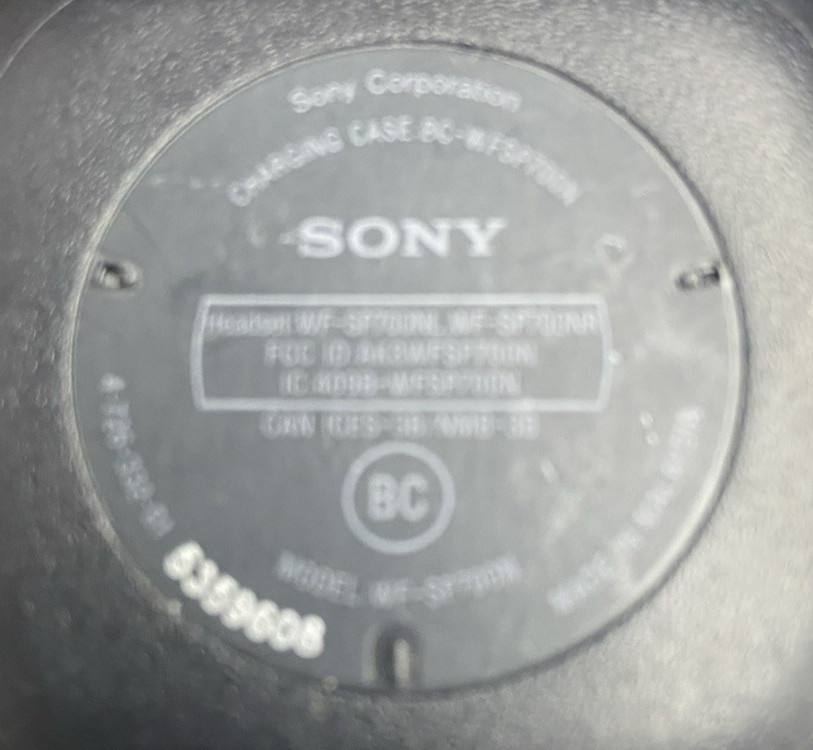 Sony Corporation
CHARGING CASE:BC-WFSP700N
SONY
Headset:WF-SP700NL,WF-SP700NR
FCC ID:AK8WFSP700N
IC:409B-WFSP700N
CAN ICES-3B/NMB-3B
BC
MODEL:WF-SP700N
MADE IN MALAYSIA
5359608